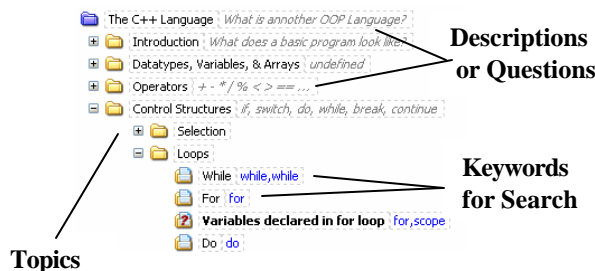 The C++ Language What is annother OOP Language?
Introduction What does a basic program look like?
Datatypes, Variables, & Arrays undefined
Operators + - * / % < > == ...
Control Structures if, switch, do, while, break, continue
Selection
Loops
While while,while
For for
Variables declared in for loop for,scope
Do do
Descriptions
or Questions
Keywords
for Search
Topics